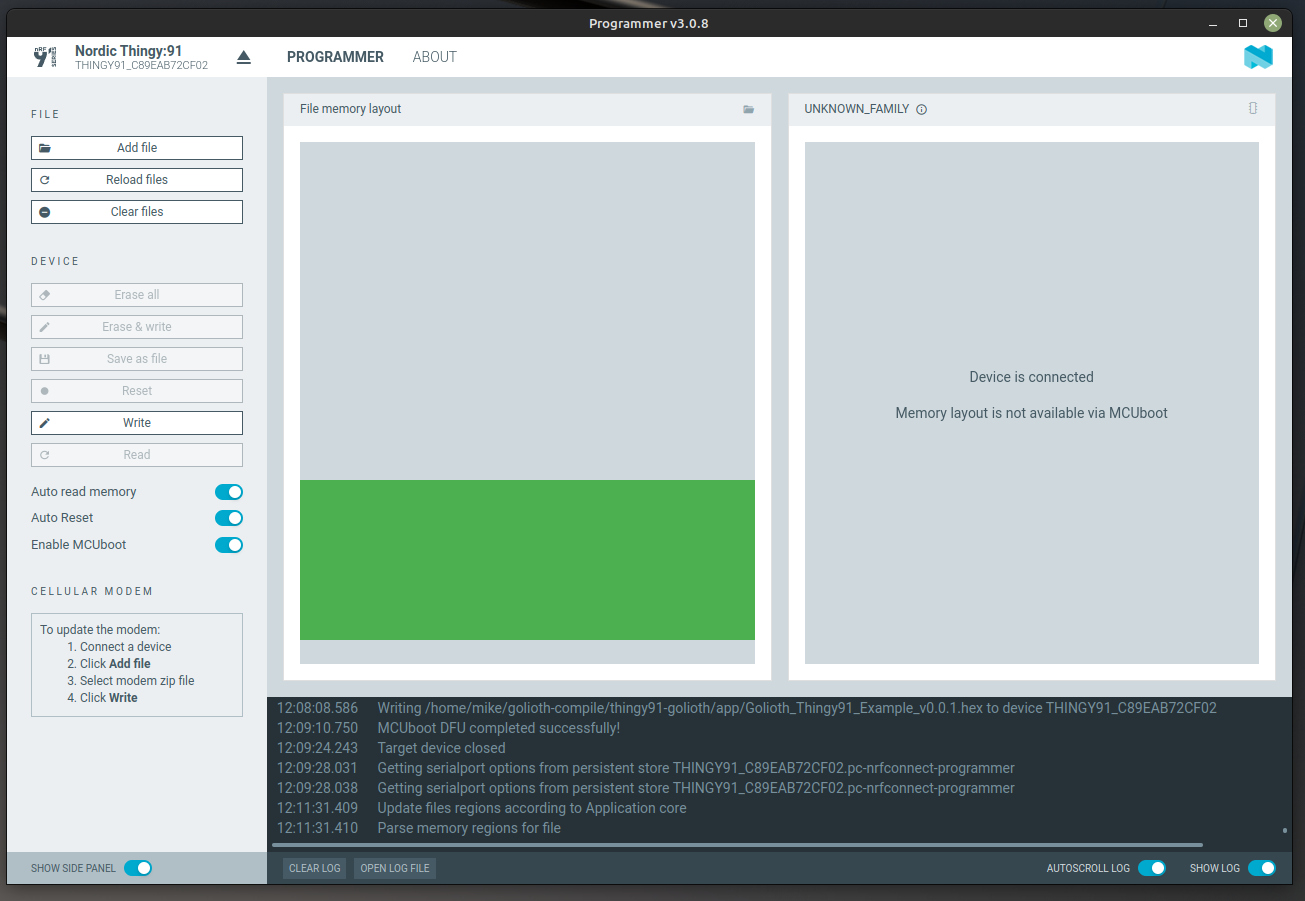 Programmer v3.0.8
nRF 91 SERIES
Nordic Thingy:91
THINGY91_C89EAB72CF02
PROGRAMMER
ABOUT
FILE
Add file
Reload files
Clear files
DEVICE
Erase all
Erase & write
Save as file
Reset
Write
Read
Auto read memory
Auto Reset
Enable MCUboot
CELLULAR MODEM
To update the modem:
1. Connect a device
2. Click Add file
3. Select modem zip file
4. Click Write
SHOW SIDE PANEL
File memory layout
UNKNOWN_FAMILY
Device is connected
Memory layout is not available via MCUboot
12:08:08.586 Writing /home/mike/golioth-compile/thingy91-golioth/app/Golioth_Thingy91_Example_v0.0.1.hex to device THINGY91_C89EAB72CF02
12:09:10.750 MCUboot DFU completed successfully!
12:09:24.243 Target device closed
12:09:28.031 Getting serialport options from persistent store THINGY91_C89EAB72CF02.pc-nrfconnect-programmer
12:09:28.038 Getting serialport options from persistent store THINGY91_C89EAB72CF02.pc-nrfconnect-programmer
12:11:31.409 Update files regions according to Application core
12:11:31.410 Parse memory regions for file
CLEAR LOG
OPEN LOG FILE
AUTOSCROLL LOG
SHOW LOG